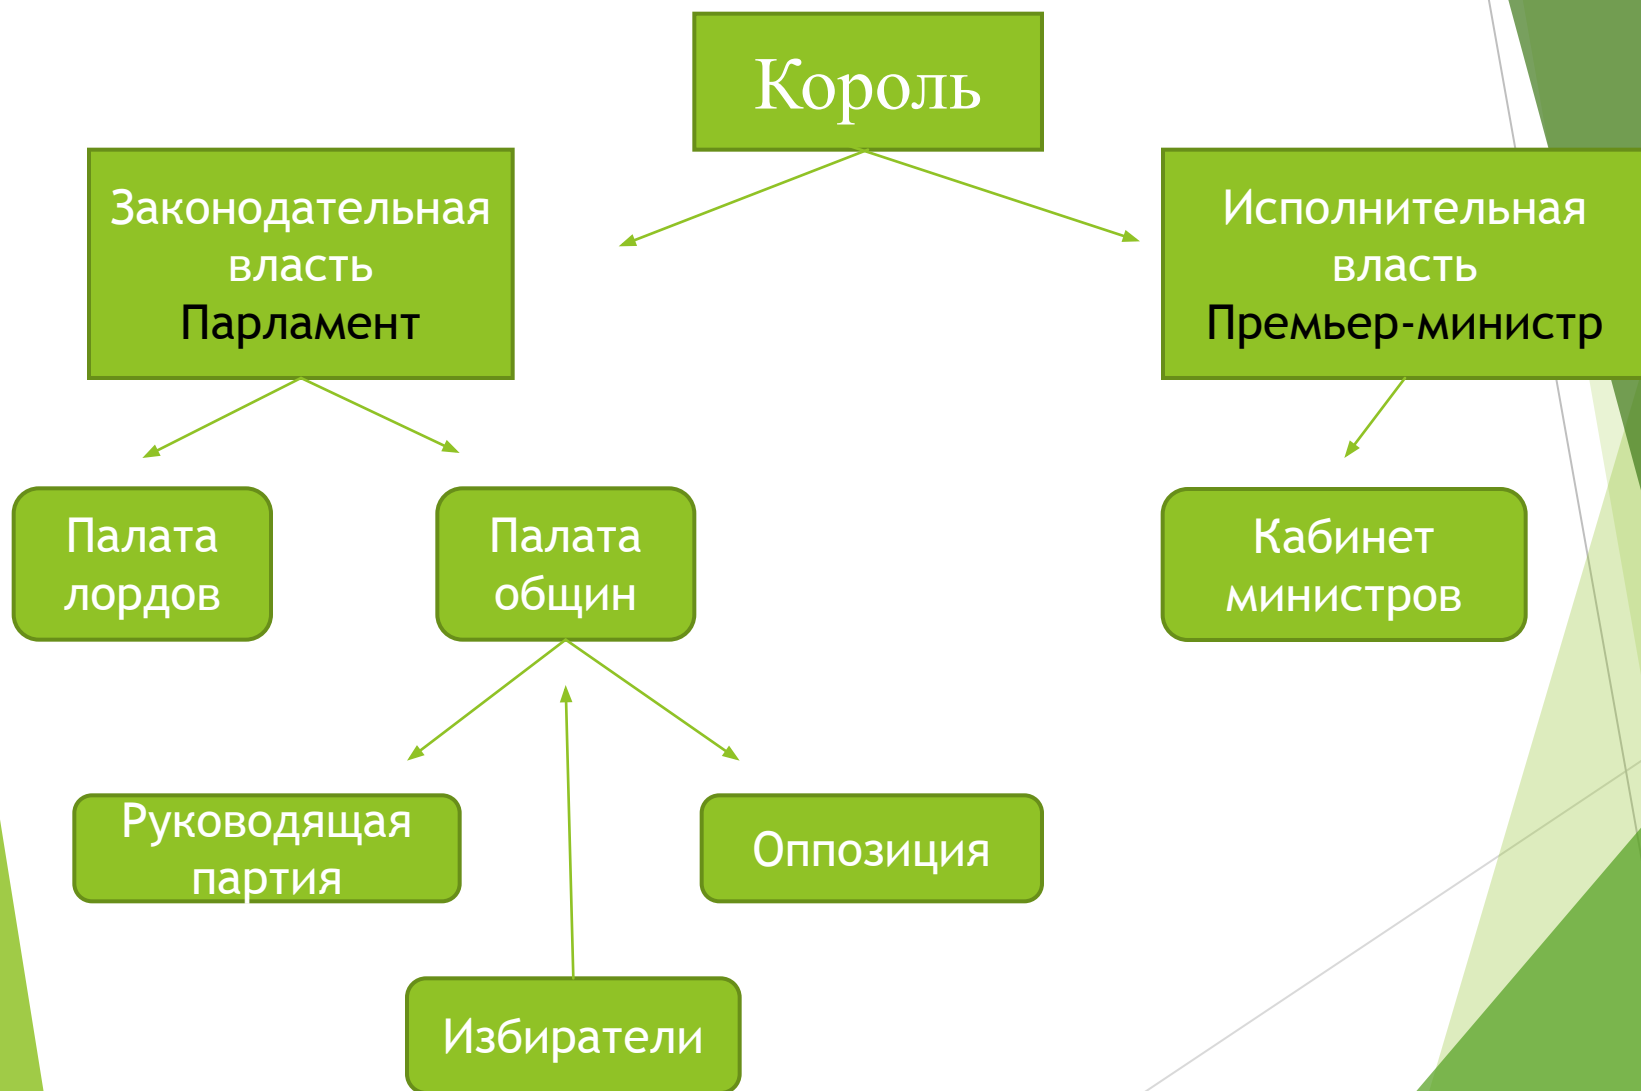 Король
Законодательная
власть
Парламент
Исполнительная
власть
Премьер-министр
Палата
лордов
Палата
общин
Кабинет
министров
Руководящая
партия
Оппозиция
Избиратели